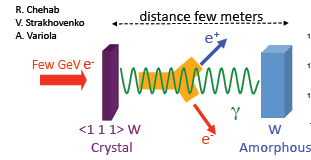 R. Chehab
V. Strakhovenko
A. Variola
distance few meters
e+
Few GeV e-
γ
e-
<1 1 1> W
Crystal
W
Amorphous